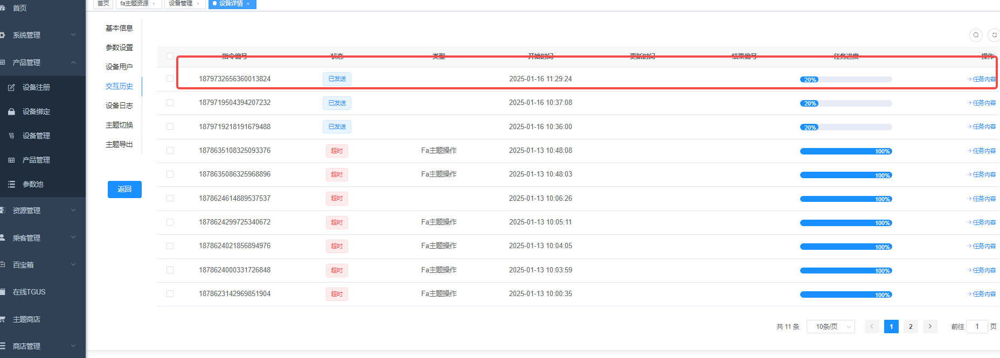 首页
fa主题资源 ×
设备管理 ×
设备详情 ×
首页
系统管理
产品管理
设备注册
设备绑定
设备管理
产品管理
参数池
资源管理
乘客管理
百宝箱
在线TGUS
主题商店
商店管理
基本信息
参数设置
设备用户
交互历史
设备日志
主题切换
主题导出
返回
指令编号 状态 类型 开始时间 更新时间 结果编号 任务进度 操作
1879732656360013824 已发送 2025-01-16 11:29:24 20% 任务内容
1879719504394207232 已发送 2025-01-16 10:37:08 20% 任务内容
1879719218191679488 已发送 2025-01-16 10:36:00 20% 任务内容
1878635108325093376 超时 Fa主题操作 2025-01-13 10:48:08 100% 任务内容
1878635086325968896 超时 Fa主题操作 2025-01-13 10:48:03 100% 任务内容
1878624614889537537 超时 2025-01-13 10:06:26 100% 任务内容
1878624299725340672 超时 Fa主题操作 2025-01-13 10:05:11 100% 任务内容
1878624021856894976 超时 Fa主题操作 2025-01-13 10:04:05 100% 任务内容
1878624000331726848 超时 Fa主题操作 2025-01-13 10:03:59 100% 任务内容
1878623142969851904 超时 Fa主题操作 2025-01-13 10:00:35 100% 任务内容
共 11 条 10条/页 1 2 前往 1 页